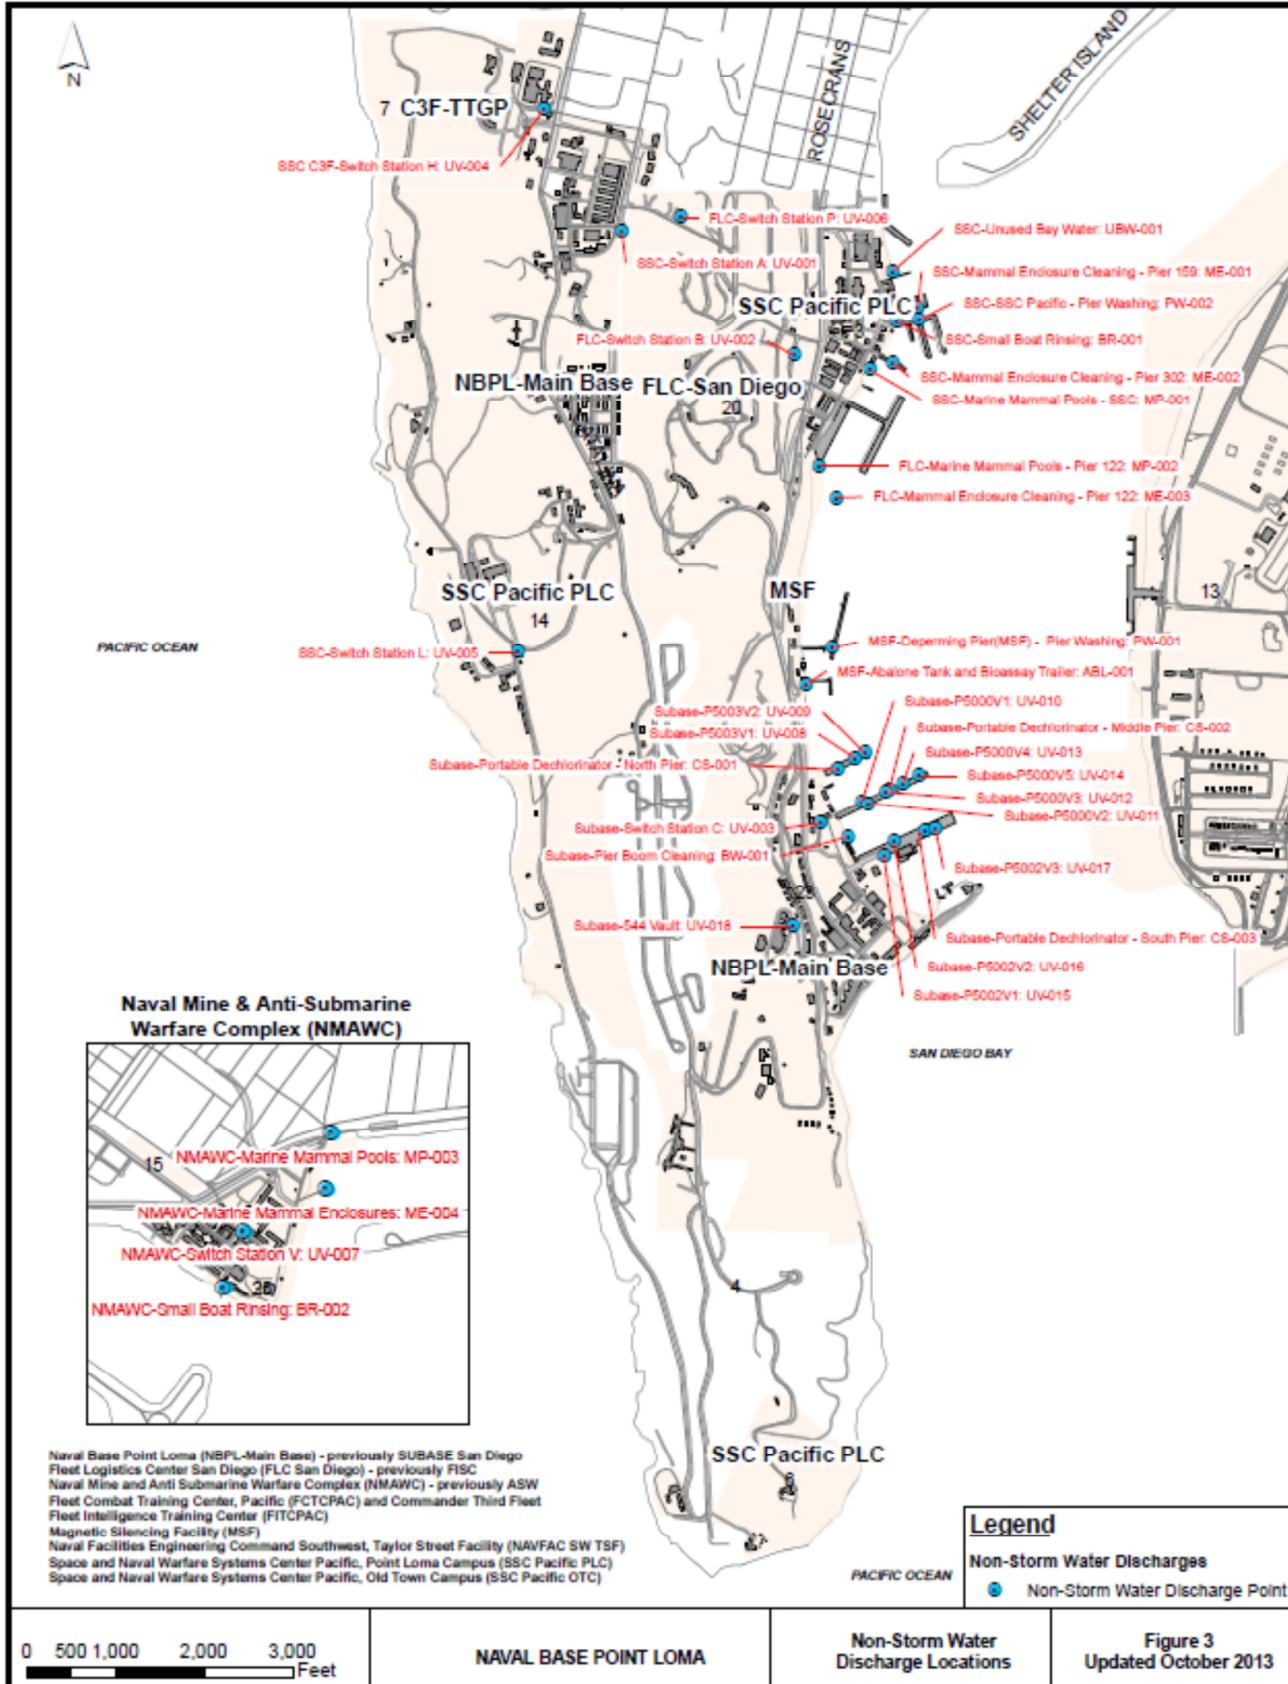 N
ROSECRANS
SHELTER ISLAND
7 C3F-TTGP
SSC C3F-Switch Station H: UV-004
FLC-Switch Station P: UV-006
SSC-Switch Station A: UV-001
SSC-Unused Bay Water: UBW-001
SSC-Mammal Enclosure Cleaning - Pier 159: ME-001
SSC Pacific PLC
SSC-SSC Pacific - Pier Washing: PW-002
SSC-Small Boat Rinsing: BR-001
FLC-Switch Station B: UV-002
SSC-Mammal Enclosure Cleaning - Pier 302: ME-002
NBPL-Main Base
FLC-San Diego
20
SSC-Marine Mammal Pools - SSC: MP-001
FLC-Marine Mammal Pools - Pier 122: MP-002
FLC-Mammal Enclosure Cleaning - Pier 122: ME-003
SSC Pacific PLC
14
MSF
13
PACIFIC OCEAN
SSC-Switch Station L: UV-005
MSF-Deperming Pier(MSF) - Pier Washing: PW-001
MSF-Abalone Tank and Bioassay Trailer: ABL-001
Subase-P5000V1: UV-010
Subase-P5003V2: UV-009
Subase-Portable Dechlorinator - Middle Pier: CS-002
Subase-P5003V1: UV-008
Subase-P5000V4: UV-013
Subase-Portable Dechlorinator - North Pier: CS-001
Subase-P5000V5: UV-014
Subase-P5000V3: UV-012
Subase-P5000V2: UV-011
Subase-Switch Station C: UV-003
Subase-Pier Boom Cleaning: BW-001
Subase-P5002V3: UV-017
Subase-544 Vault: UV-018
Subase-Portable Dechlorinator - South Pier: CS-003
NBPL-Main Base
Subase-P5002V2: UV-016
Subase-P5002V1: UV-015
SAN DIEGO BAY
Naval Mine & Anti-Submarine
Warfare Complex (NMAWC)
15
NMAWC-Marine Mammal Pools: MP-003
NMAWC-Marine Mammal Enclosures: ME-004
NMAWC-Switch Station V: UV-007
NMAWC-Small Boat Rinsing: BR-002
4
SSC Pacific PLC
Naval Base Point Loma (NBPL-Main Base) - previously SUBASE San Diego
Fleet Logistics Center San Diego (FLC San Diego) - previously FISC
Naval Mine and Anti Submarine Warfare Complex (NMAWC) - previously ASW
Fleet Combat Training Center, Pacific (FCTCPAC) and Commander Third Fleet
Fleet Intelligence Training Center (FITCPAC)
Magnetic Silencing Facility (MSF)
Naval Facilities Engineering Command Southwest, Taylor Street Facility (NAVFAC SW TSF)
Space and Naval Warfare Systems Center Pacific, Point Loma Campus (SSC Pacific PLC)
Space and Naval Warfare Systems Center Pacific, Old Town Campus (SSC Pacific OTC)
PACIFIC OCEAN
Legend
Non-Storm Water Discharges
Non-Storm Water Discharge Point
0 500 1,000 2,000 3,000
Feet
NAVAL BASE POINT LOMA
Non-Storm Water
Discharge Locations
Figure 3
Updated October 2013